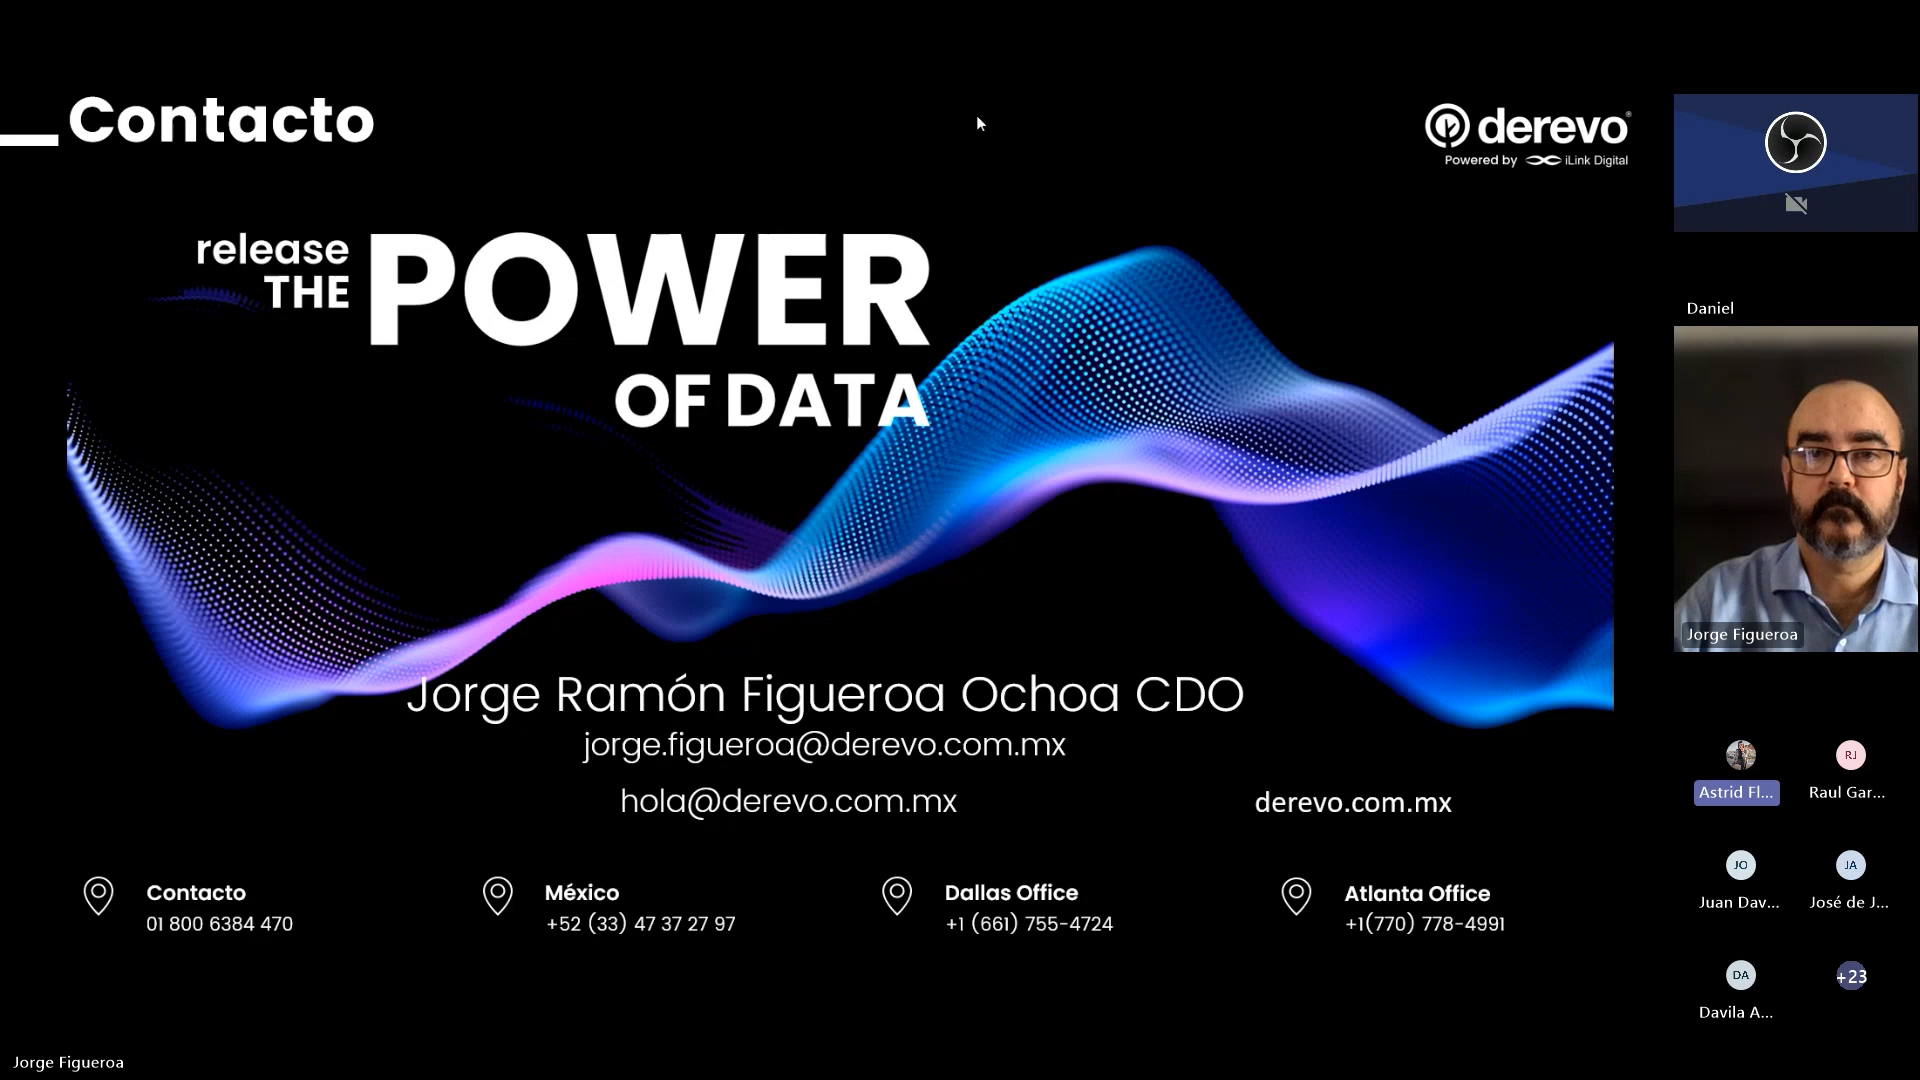 Contacto
derevo®
Powered by iLink Digital
release
THE
POWER
OF DATA
Jorge Ramón Figueroa Ochoa CDO
jorge.figueroa@derevo.com.mx
hola@derevo.com.mx
derevo.com.mx
Contacto
01 800 6384 470
México
+52 (33) 47 37 27 97
Dallas Office
+1 (661) 755-4724
Atlanta Office
+1(770) 778-4991
Jorge Figueroa
Daniel
Jorge Figueroa
RJ
Astrid Fl...
Raul Gar...
JO
JA
Juan Dav...
José de J...
DA
+23
Davila A...